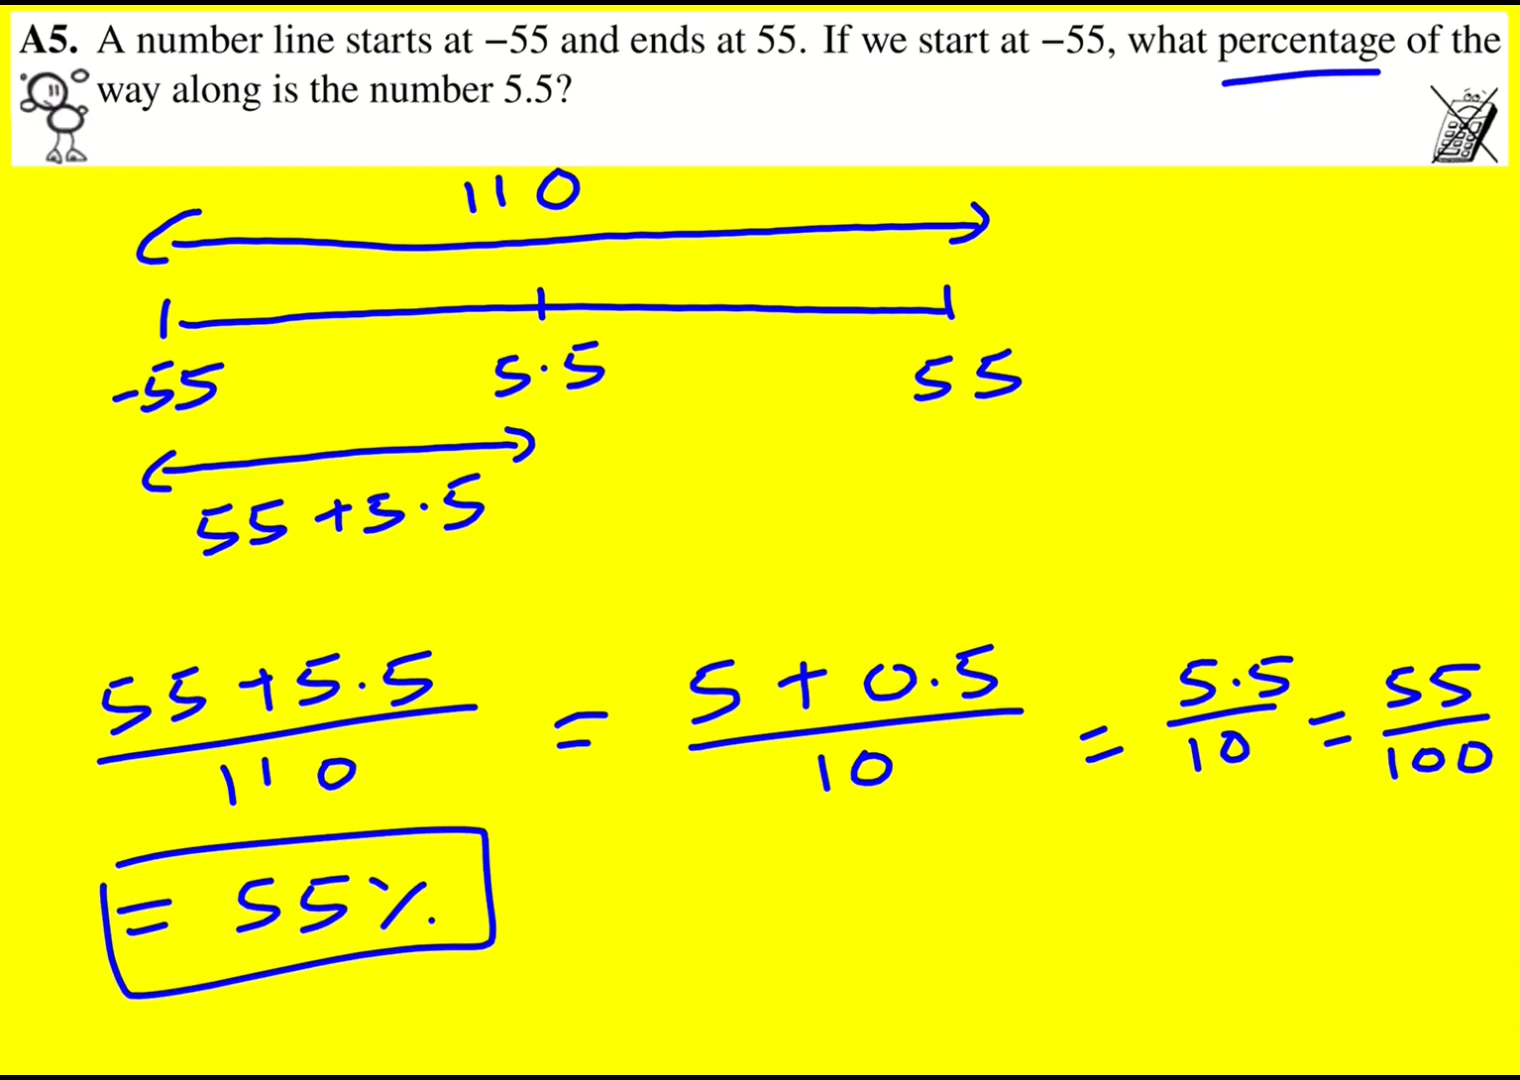 A5. A number line starts at −55 and ends at 55. If we start at −55, what percentage of the
way along is the number 5.5?
110
-55 5.5 55
55+5.5
55+5.5/110 = 5+0.5/10 = 5.5/10 = 55/100
= 55%